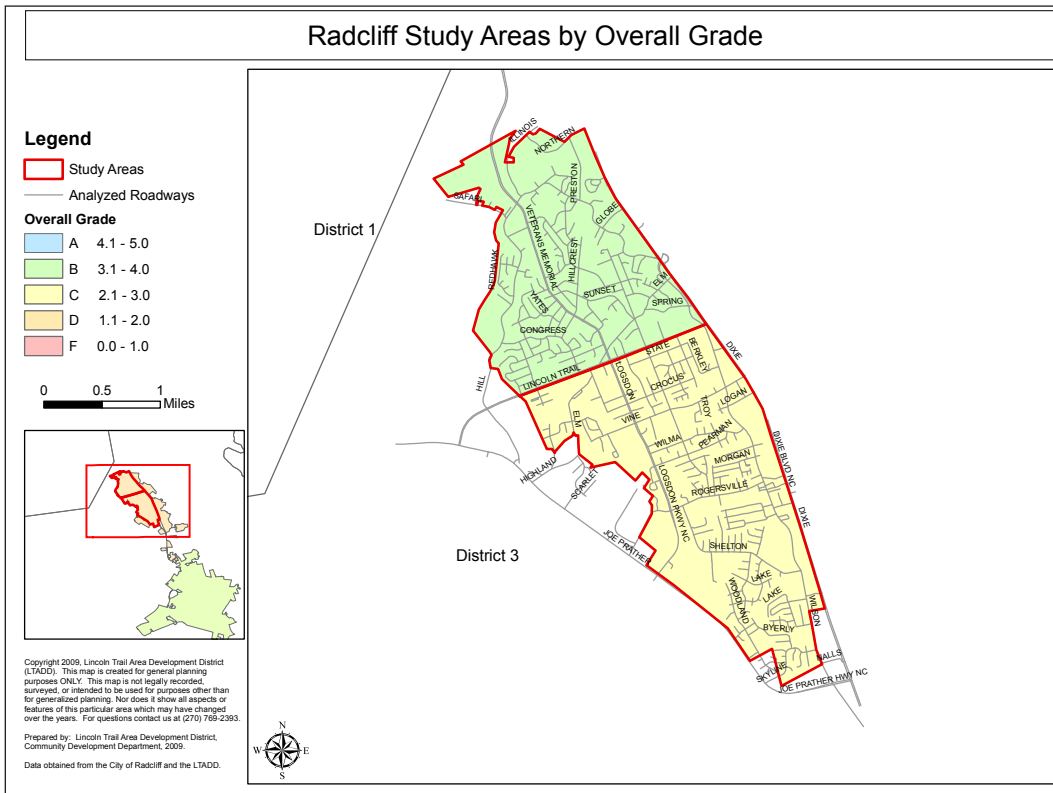 Radcliff Study Areas by Overall Grade
Legend
Study Areas
Analyzed Roadways
Overall Grade
A 4.1 - 5.0
B 3.1 - 4.0
C 2.1 - 3.0
D 1.1 - 2.0
F 0.0 - 1.0
0 0.5 1
Miles
Copyright 2009, Lincoln Trail Area Development District
(LTADD). This map is created for general planning
purposes ONLY. This map is not legally recorded,
surveyed, or intended to be used for purposes other than
for generalized planning. Nor does it show all aspects or
features of this particular area which may have changed
over the years. For questions contact us at (270) 769-2393.
Prepared by: Lincoln Trail Area Development District,
Community Development Department, 2009.
Data obtained from the City of Radcliff and the LTADD.
N
W E
S
District 1
District 3
ILLINOIS
NORTHERN
PRESTON
SAFARI
GLOBE
VETERANS MEMORIAL
REDHAWK
HILLCREST
ELM
SUNSET
YATES
SPRING
CONGRESS
STATE
BERKLEY
DIXIE
LINCOLN TRAIL
HILL
LOGSDON
CROCUS
LOGAN
TROY
ELM
VINE
WILMA
PEARMAN
DIXIE BLVD NC
MORGAN
HIGHLAND
SCARLET
LOGSDON PKWY NC
ROGERSVILLE
DIXIE
JOE PRATHER
SHELTON
LAKE
WOODLAND
LAKE
WILSON
BYERLY
NALLS
SKYLINE
JOE PRATHER HWY NC